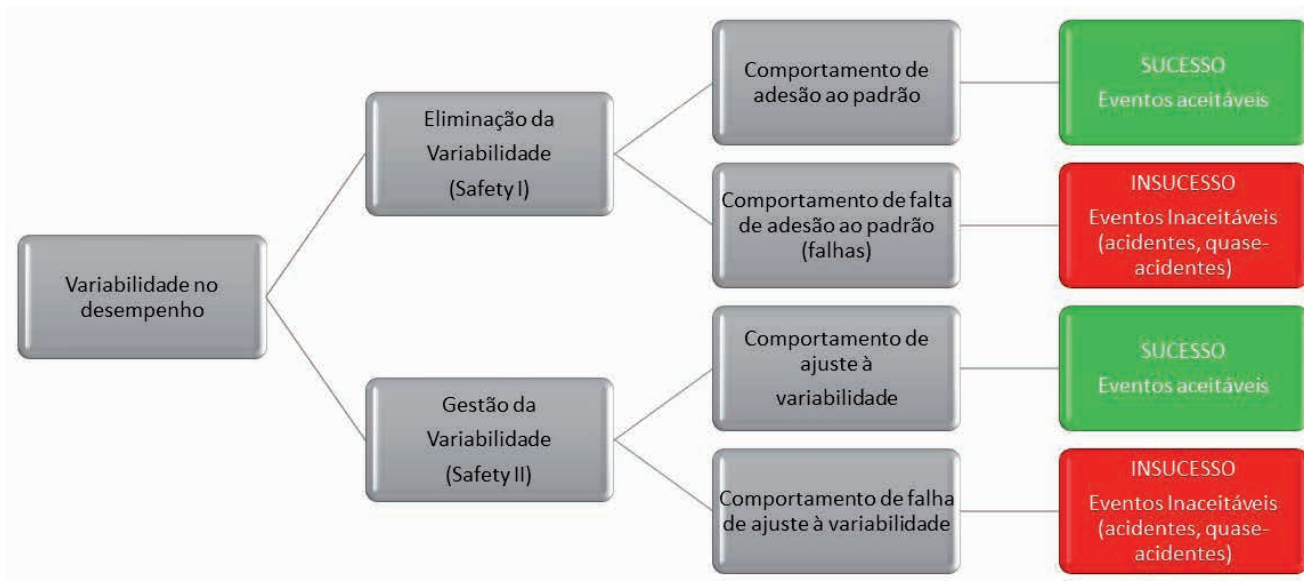 Variabilidade no
desempenho
Eliminação da
Variabilidade
(Safety I)
Comportamento de
adesão ao padrão
SUCESSO
Eventos aceitáveis
Comportamento de falta
de adesão ao padrão
(falhas)
INSUCESSO
Eventos Inaceitáveis
(acidentes, quase-
acidentes)
Gestão da
Variabilidade
(Safety II)
Comportamento de
ajuste à
variabilidade
SUCESSO
Eventos aceitáveis
Comportamento de falha
de ajuste à variabilidade
INSUCESSO
Eventos Inaceitáveis
(acidentes, quase-
acidentes)